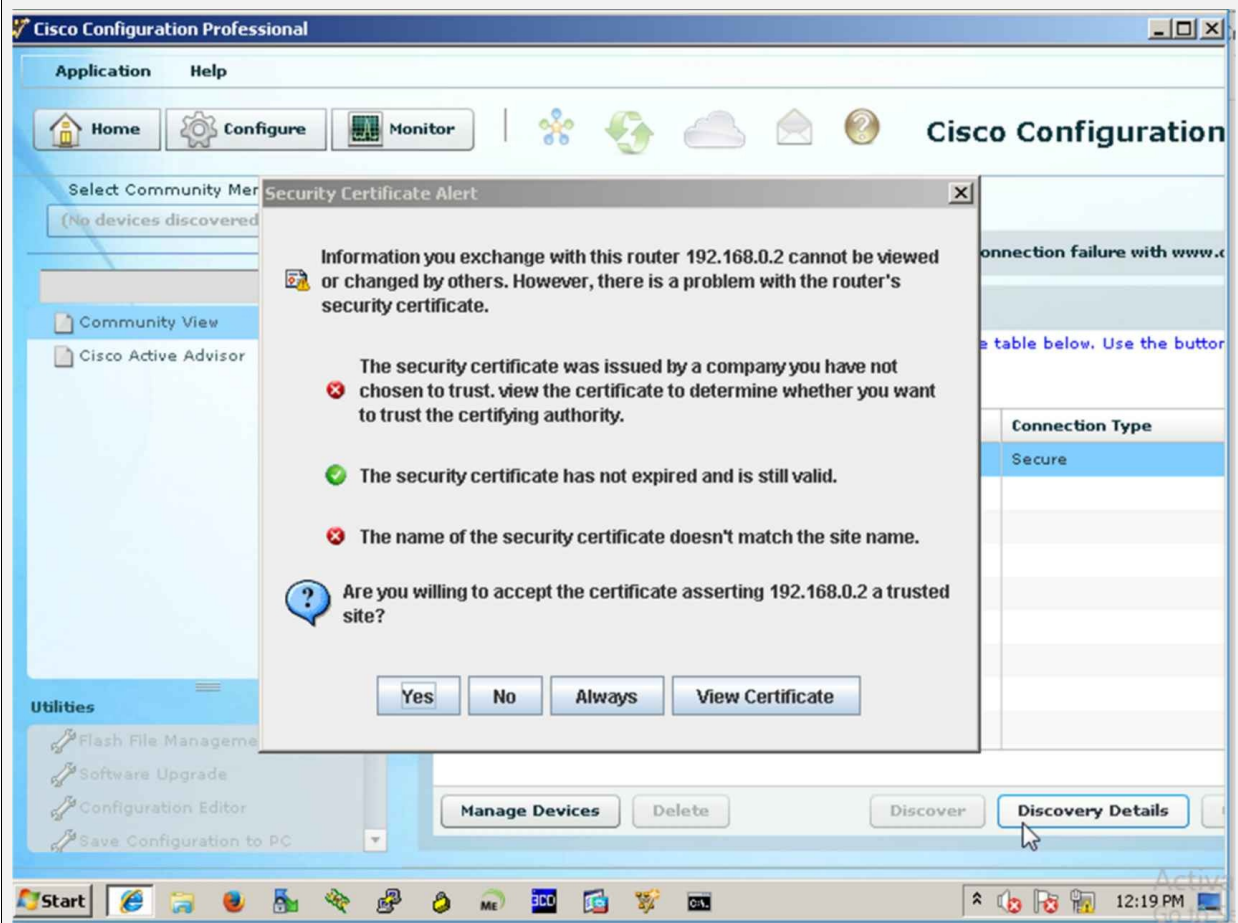 Cisco Configuration Professional
Application Help
Home Configure Monitor Cisco Configuration
Select Community Mer
(No devices discovered
Community View
Cisco Active Advisor
Utilities
Flash File Manageme
Software Upgrade
Configuration Editor
Save Configuration to PC
Security Certificate Alert
Information you exchange with this router 192.168.0.2 cannot be viewed
or changed by others. However, there is a problem with the router's
security certificate.
The security certificate was issued by a company you have not
chosen to trust. view the certificate to determine whether you want
to trust the certifying authority.
The security certificate has not expired and is still valid.
The name of the security certificate doesn't match the site name.
Are you willing to accept the certificate asserting 192.168.0.2 a trusted
site?
Yes No Always View Certificate
onnection failure with www.c
e table below. Use the buttor
Connection Type
Secure
Manage Devices Delete Discover Discovery Details
Activa
Start ME 3CD C:\. 12:19 PM